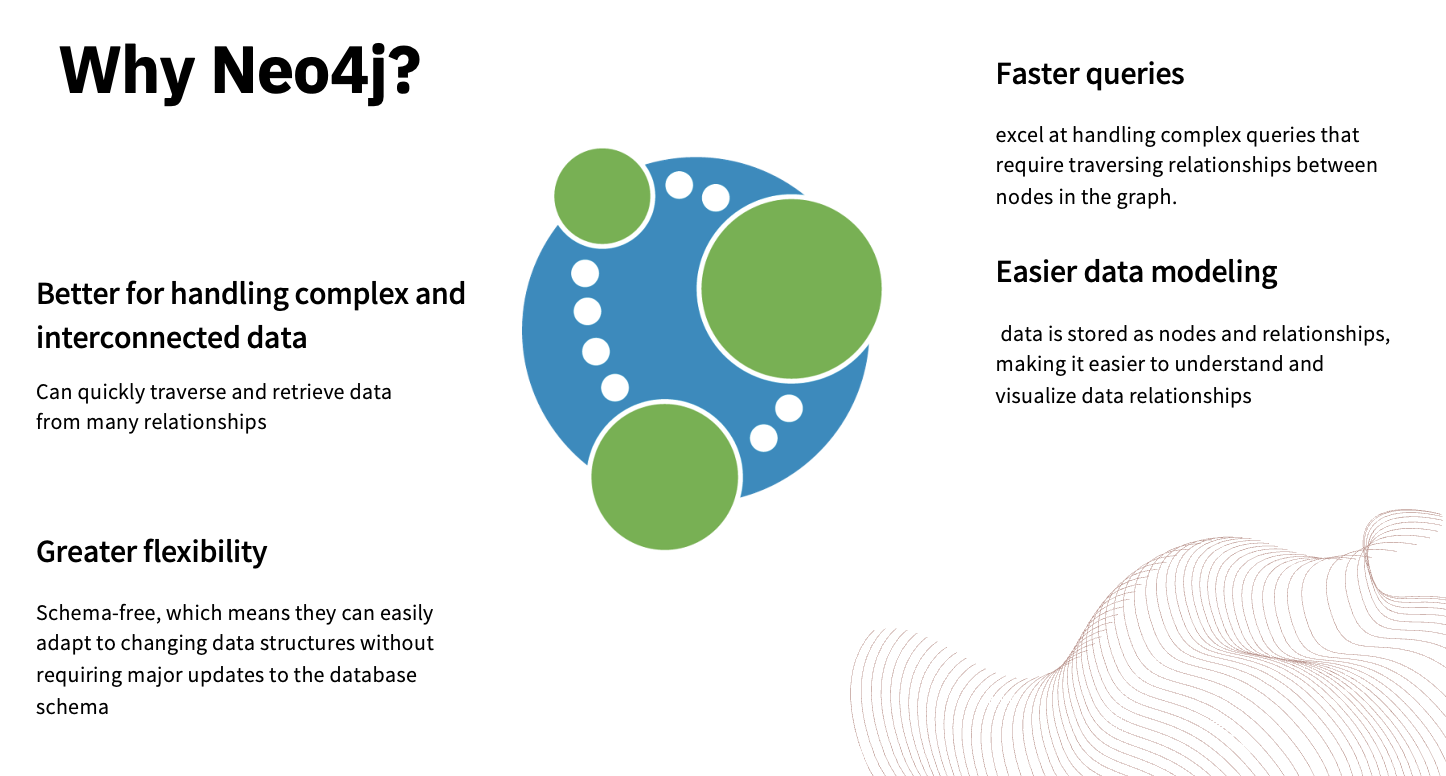 Why Neo4j?
Better for handling complex and
interconnected data
Can quickly traverse and retrieve data
from many relationships
Greater flexibility
Schema-free, which means they can easily
adapt to changing data structures without
requiring major updates to the database
schema
Faster queries
excel at handling complex queries that
require traversing relationships between
nodes in the graph.
Easier data modeling
data is stored as nodes and relationships,
making it easier to understand and
visualize data relationships